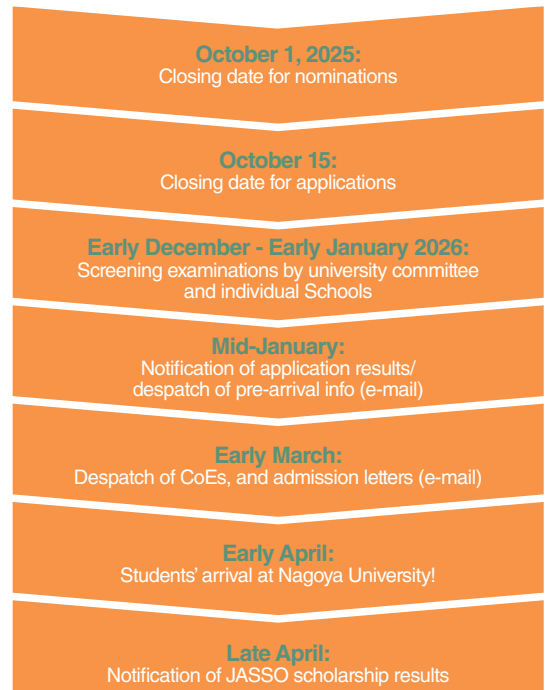 October 1, 2025:
Closing date for nominations
October 15:
Closing date for applications
Early December - Early January 2026:
Screening examinations by university committee
and individual Schools
Mid-January:
Notification of application results/
despatch of pre-arrival info (e-mail)
Early March:
Despatch of CoEs, and admission letters (e-mail)
Early April:
Students’ arrival at Nagoya University!
Late April:
Notification of JASSO scholarship results